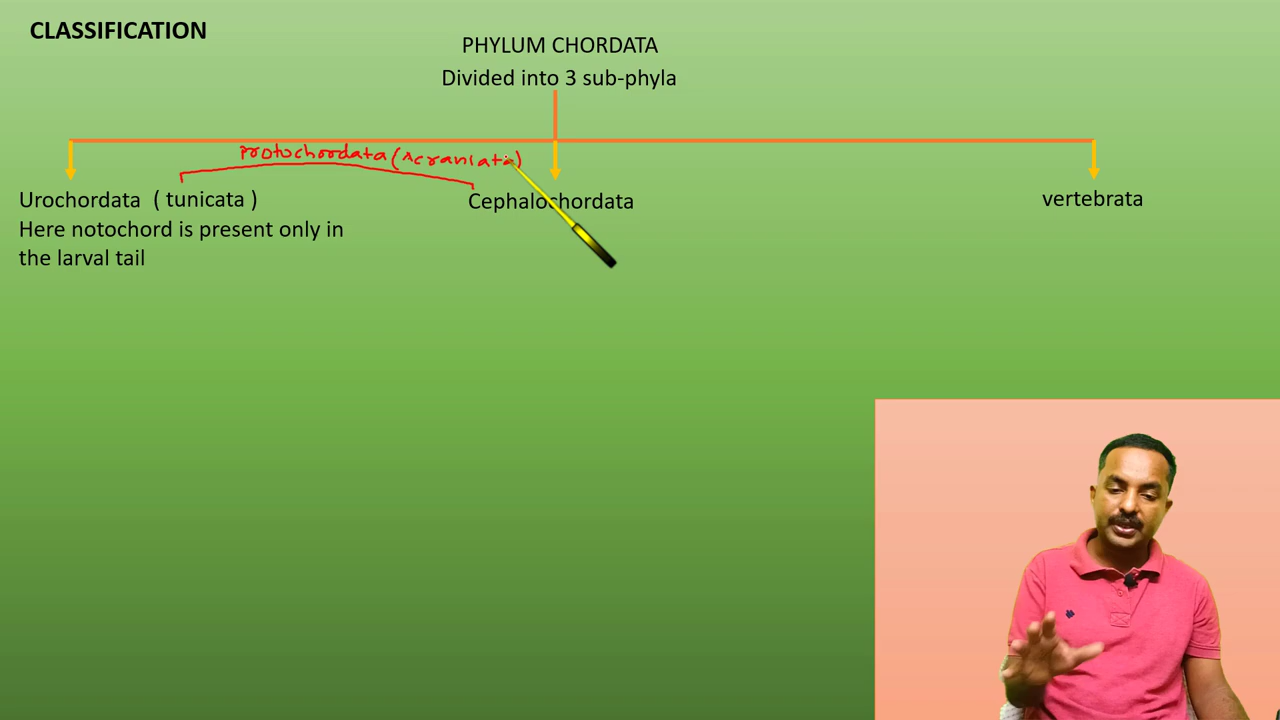 CLASSIFICATION
PHYLUM CHORDATA
Divided into 3 sub-phyla
Protochordata (Acraniata)
Urochordata ( tunicata )
Here notochord is present only in
the larval tail
Cephalochordata
vertebrata